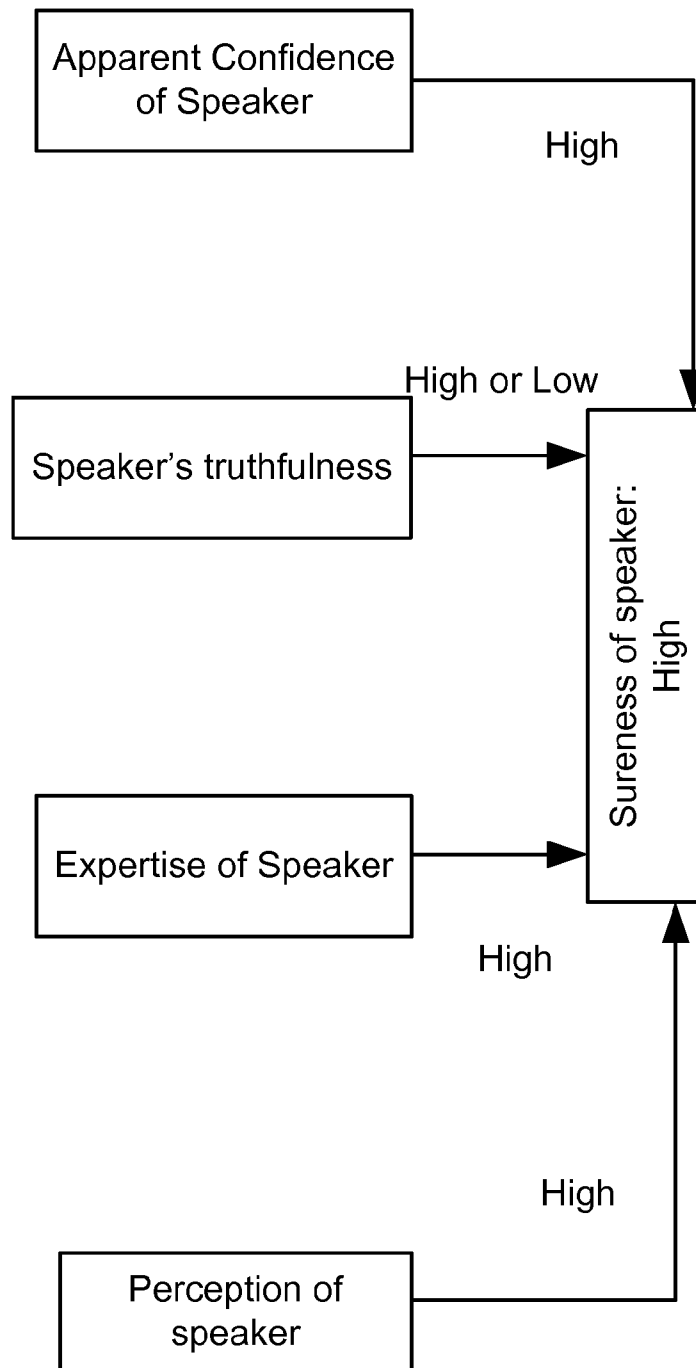 Apparent Confidence
of Speaker
High
High or Low
Speaker’s truthfulness
Sureness of speaker:
High
Expertise of Speaker
High
High
Perception of
speaker